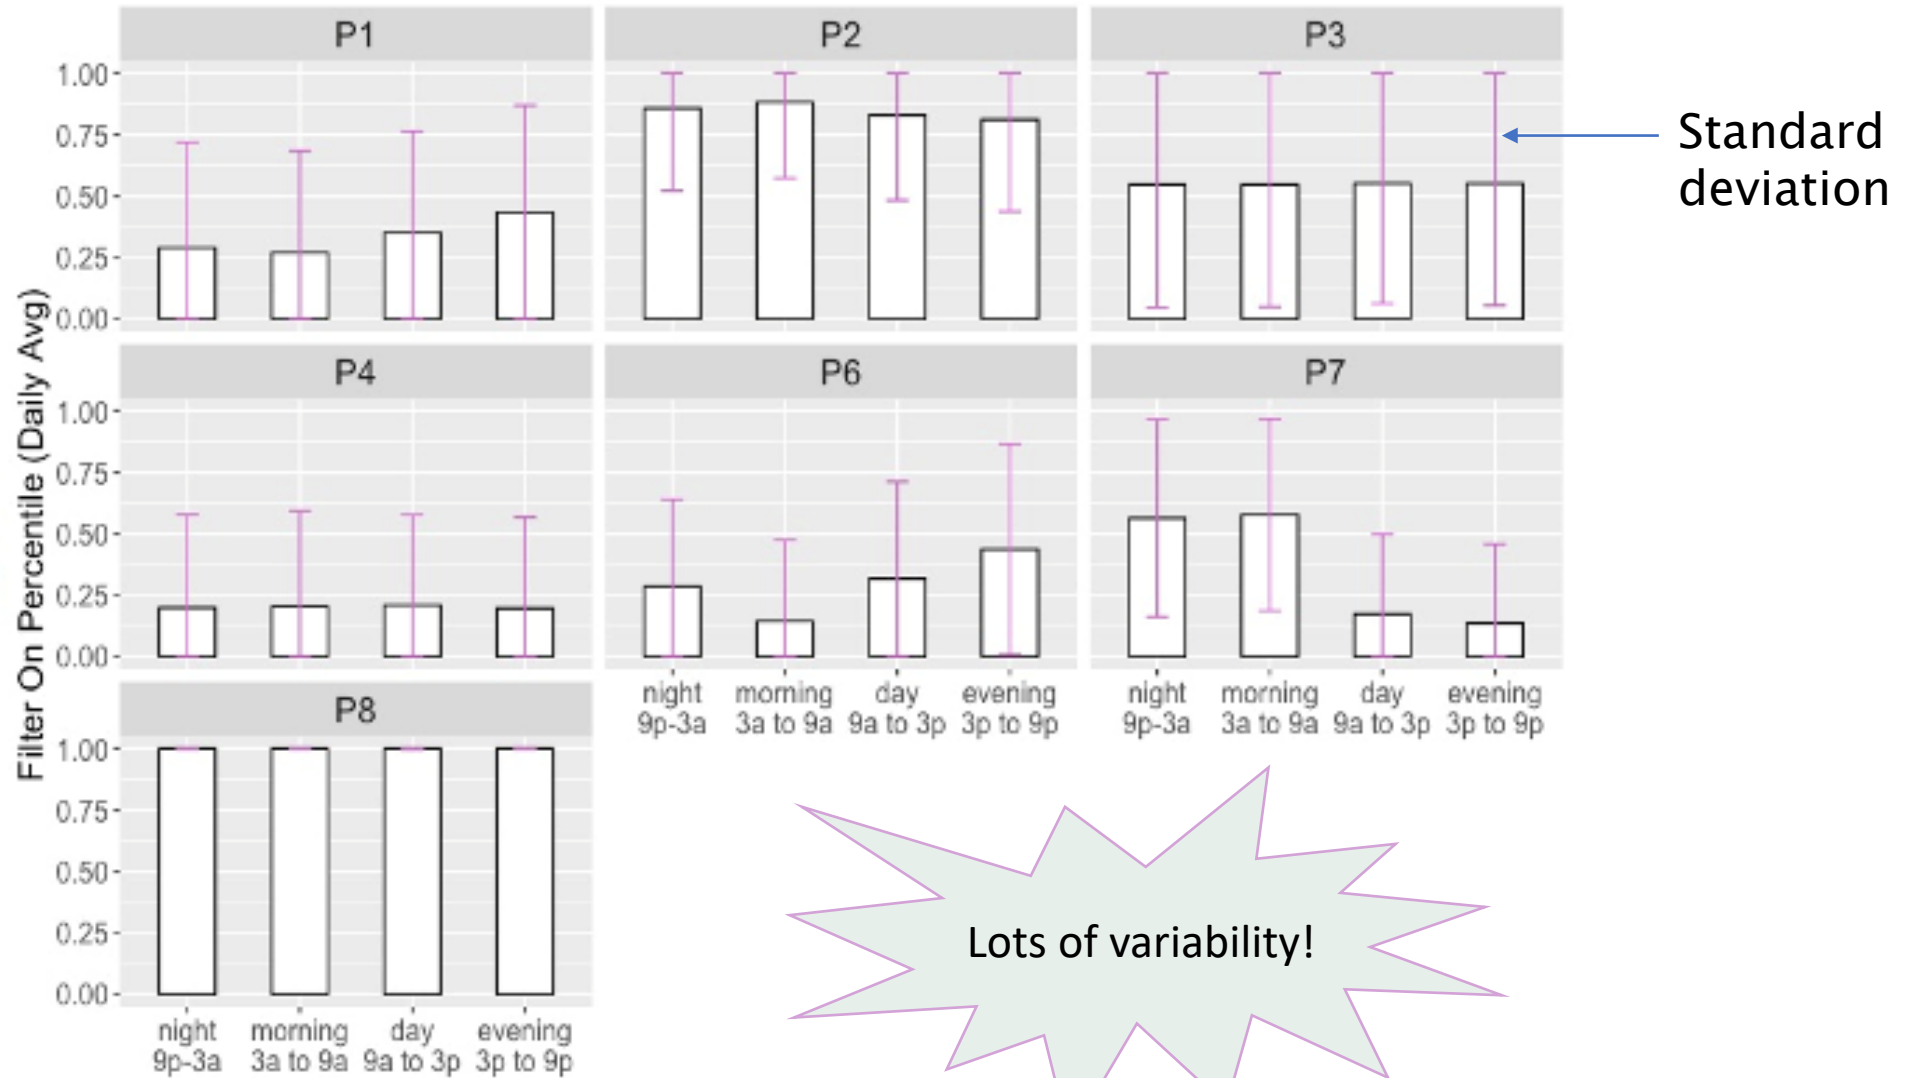 P1
P2
P3
1.00
0.75
0.50
0.25
0.00
Standard
deviation
Filter On Percentile (Daily Avg)
P4
P6
P7
1.00
0.75
0.50
0.25
0.00
night morning day evening
9p-3a 3a to 9a 9a to 3p 3p to 9p
night morning day evening
9p-3a 3a to 9a 9a to 3p 3p to 9p
P8
1.00
0.75
0.50
0.25
0.00
night morning day evening
9p-3a 3a to 9a 9a to 3p 3p to 9p
Lots of variability!